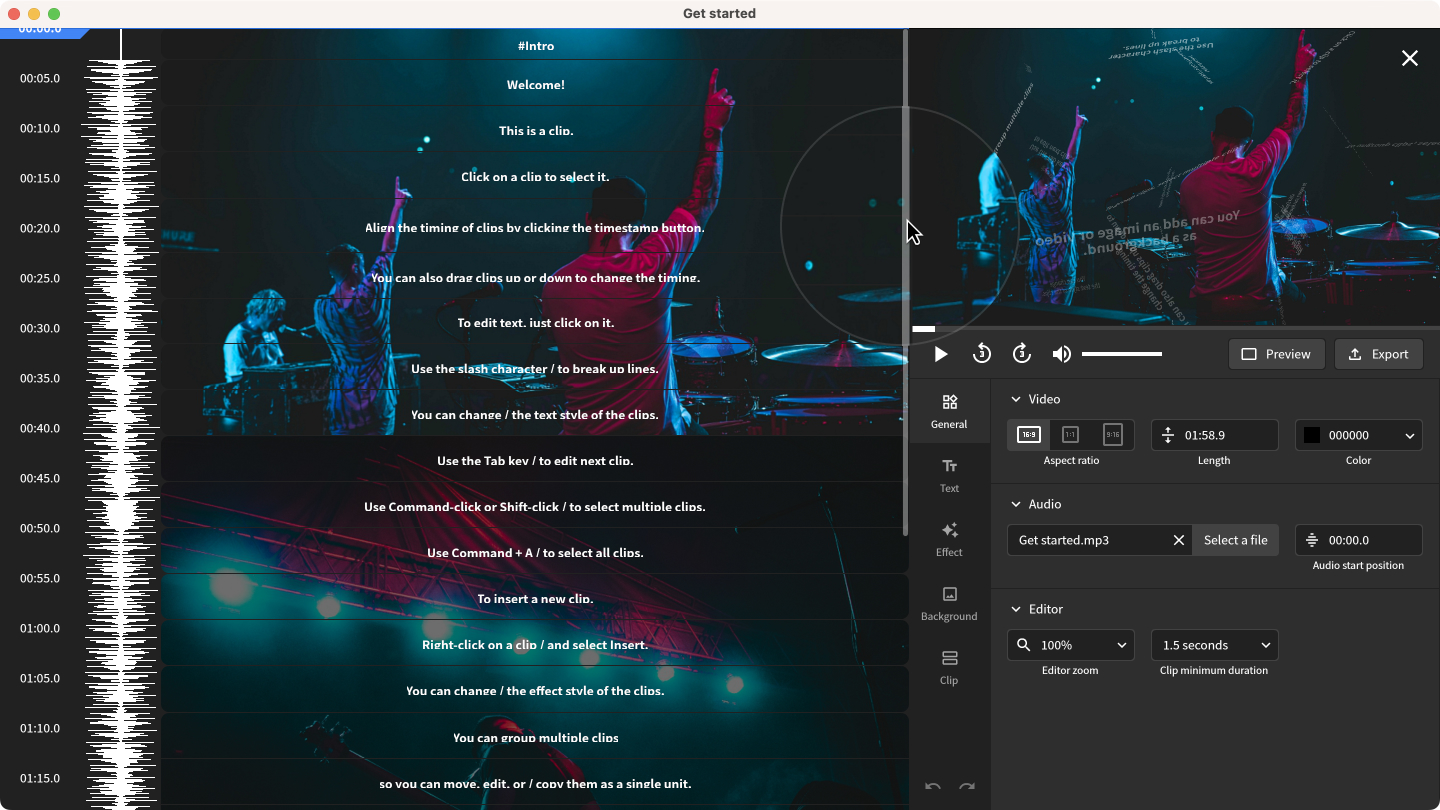 Get started
00:00.0
#Intro
00:05.0
Welcome!
00:10.0
This is a clip.
00:15.0
Click on a clip to select it.
00:20.0
Align the timing of clips by clicking the timestamp button.
00:25.0
You can also drag clips up or down to change the timing.
00:30.0
To edit text, just click on it.
00:35.0
Use the slash character / to break up lines.
00:40.0
You can change / the text style of the clips.
Use the Tab key / to edit next clip.
00:45.0
Use Command-click or Shift-click / to select multiple clips.
00:50.0
Use Command + A / to select all clips.
00:55.0
To insert a new clip,
01:00.0
Right-click on a clip / and select Insert.
01:05.0
You can change / the effect style of the clips.
01:10.0
You can group multiple clips
01:15.0
so you can move, edit, or / copy them as a single unit.
Use the slash character
to break up lines.
You can add an image or video
as a background.
3
3
Preview
Export
General
Text
Effect
Background
Clip
Video
16:9
1:1
9:16
01:58.9
000000
Aspect ratio
Length
Color
Audio
Get started.mp3
Select a file
00:00.0
Audio start position
Editor
100%
1.5 seconds
Editor zoom
Clip minimum duration